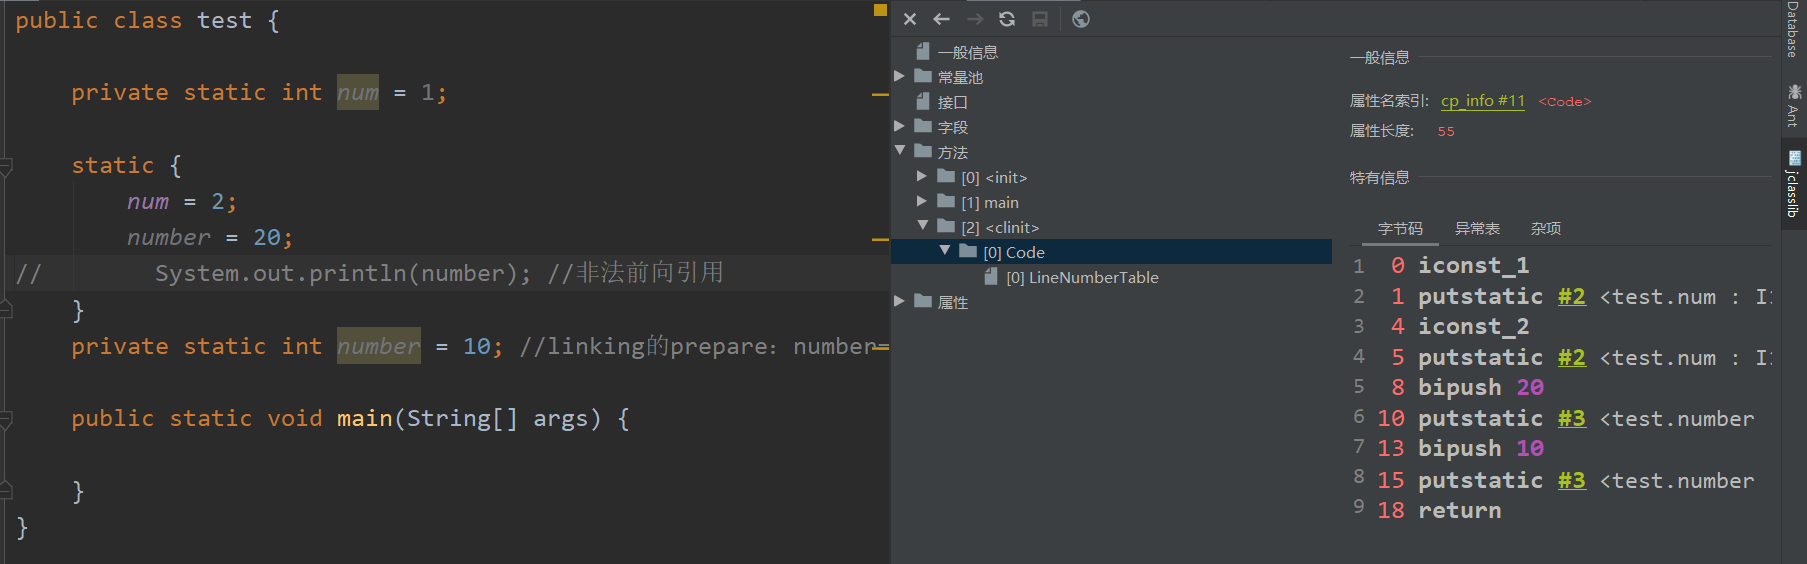 public class test {
private static int num = 1;
static {
num = 2;
number = 20;
// System.out.println(number); //非法前向引用
}
private static int number = 10; //linking的prepare：number=
public static void main(String[] args) {
}
}
一般信息
常量池
接口
字段
方法
[0] <init>
[1] main
[2] <clinit>
[0] Code
[0] LineNumberTable
属性
一般信息
属性名索引: cp_info #11 <Code>
属性长度: 55
特有信息
字节码 异常表 杂项
1 0 iconst_1
2 1 putstatic #2 <test.num : I
3 4 iconst_2
4 5 putstatic #2 <test.num : I
5 8 bipush 20
6 10 putstatic #3 <test.number
7 13 bipush 10
8 15 putstatic #3 <test.number
9 18 return
Database
Ant
jclasslib